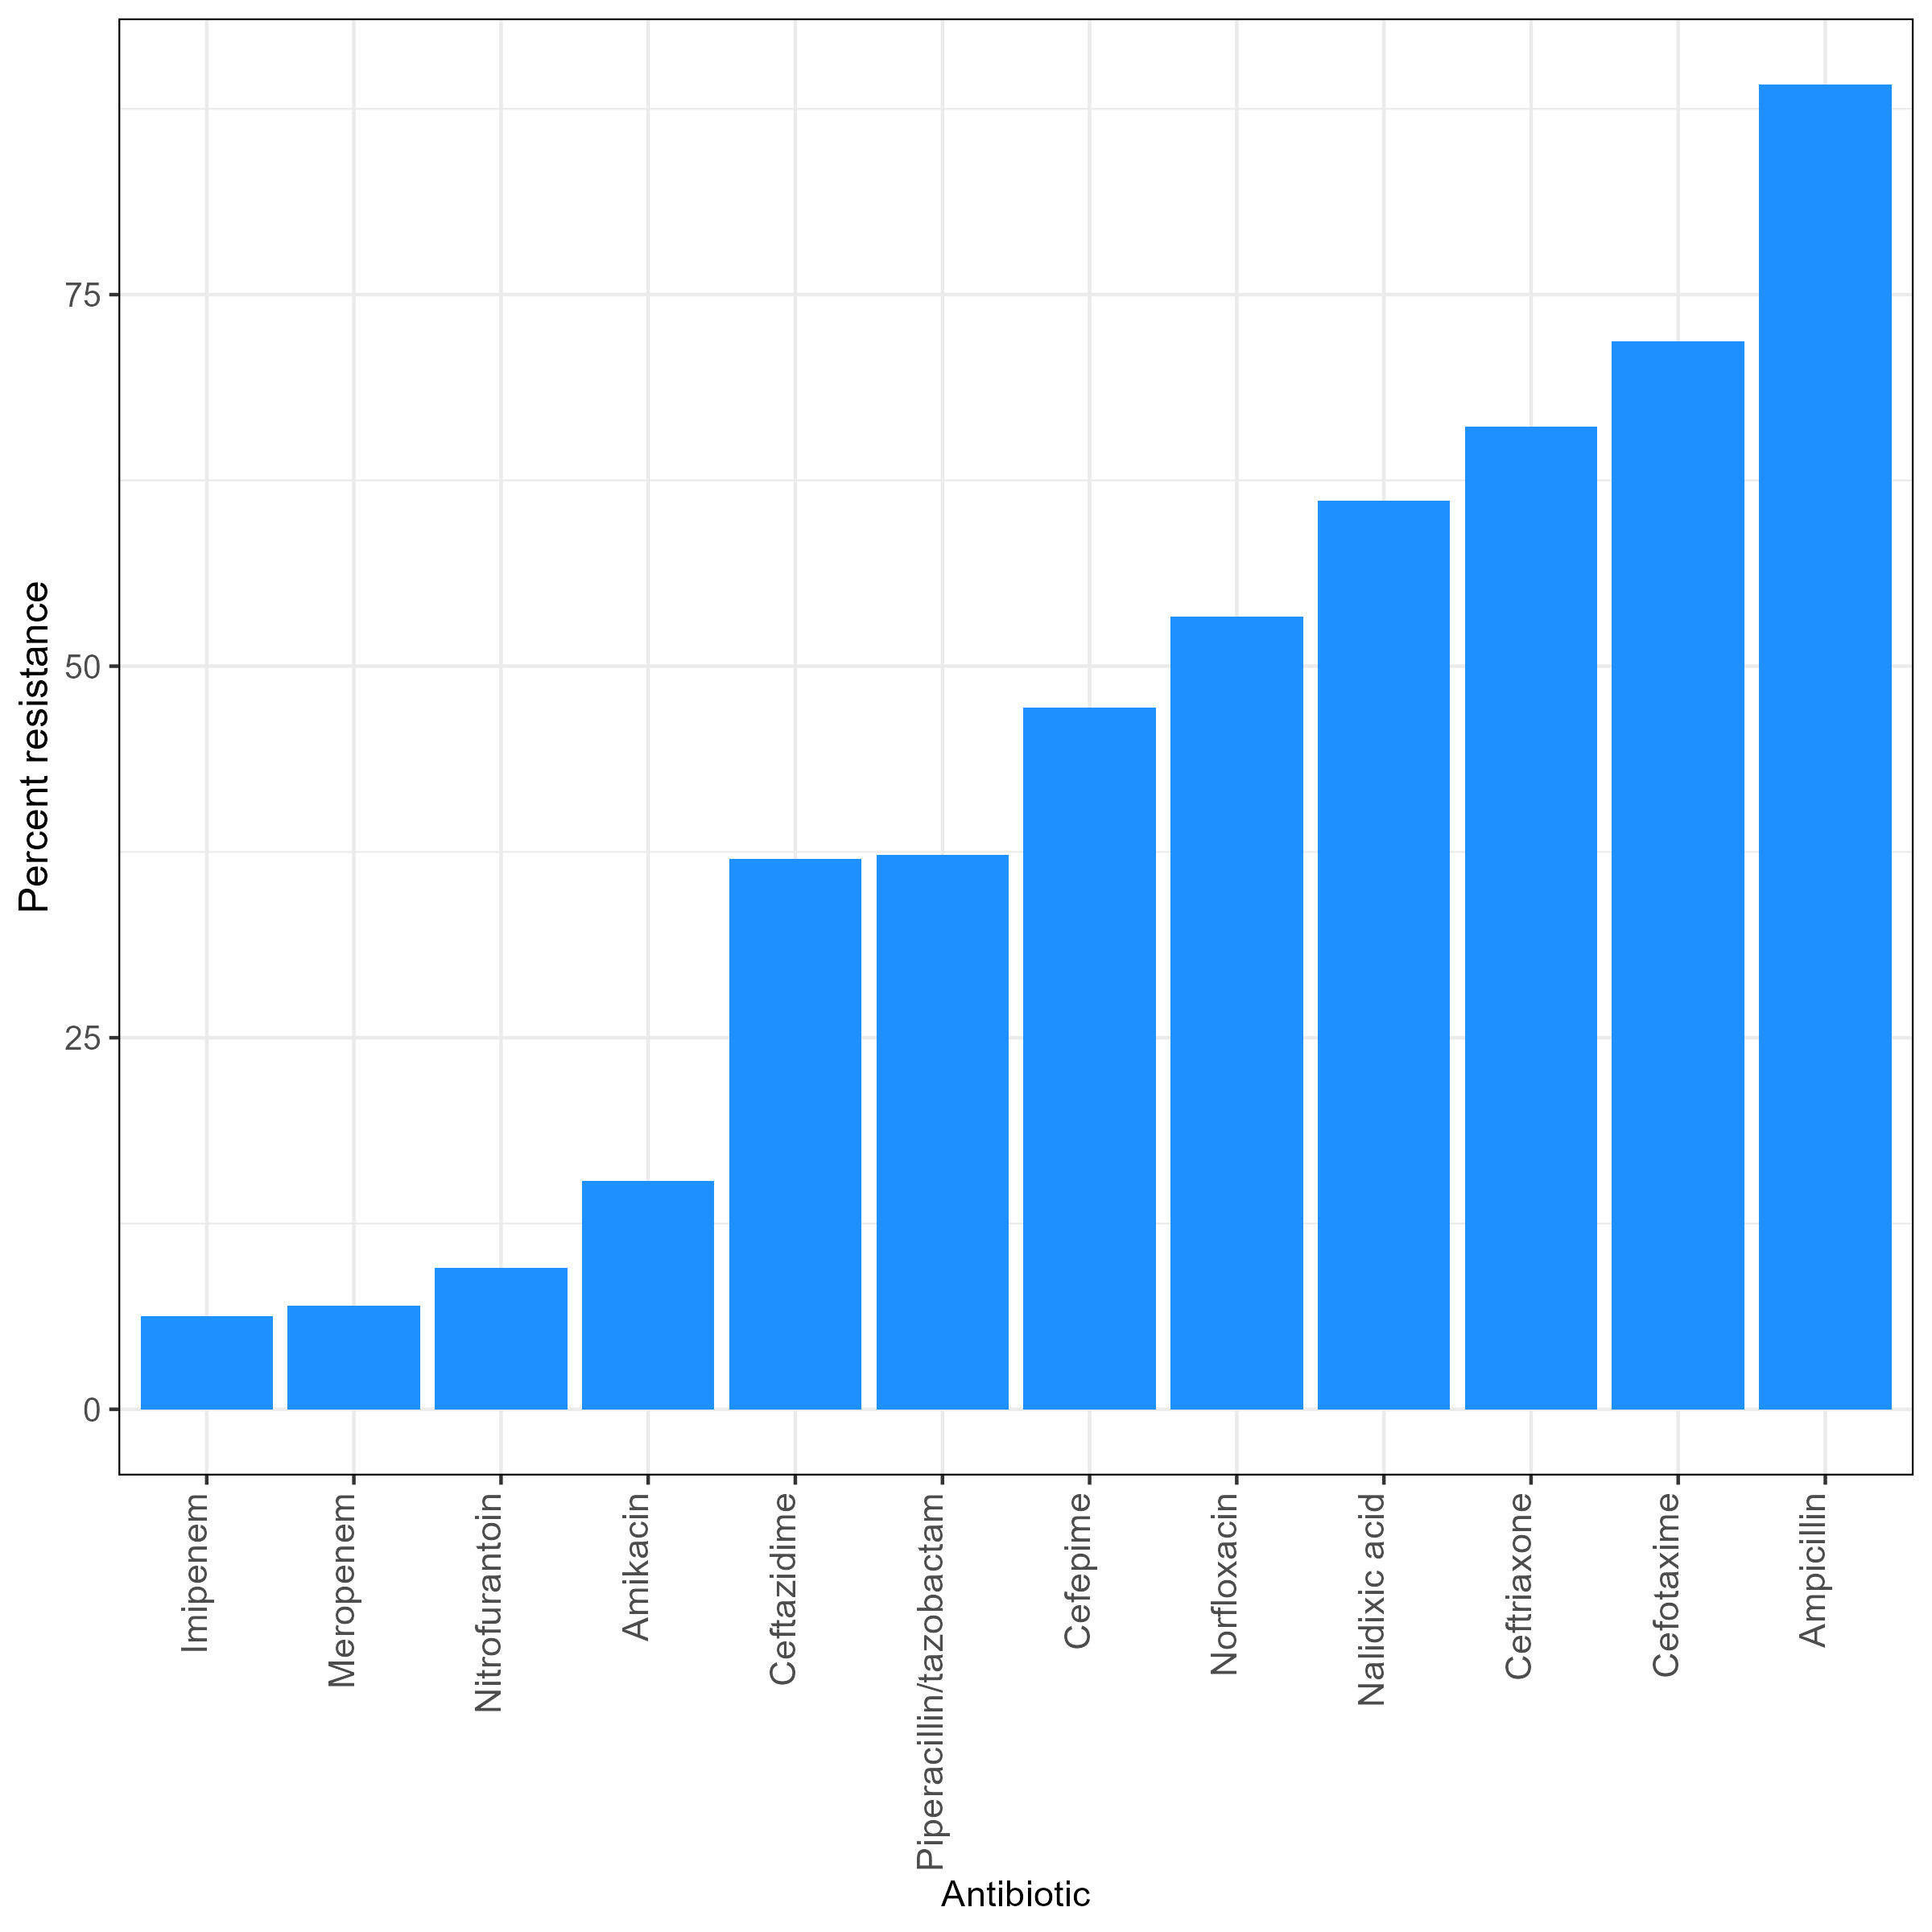 Percent resistance
75
50
25
0
Imipenem
Meropenem
Nitrofurantoin
Amikacin
Ceftazidime
Piperacillin/tazobactam
Cefepime
Norfloxacin
Nalidixic acid
Ceftriaxone
Cefotaxime
Ampicillin
Antibiotic